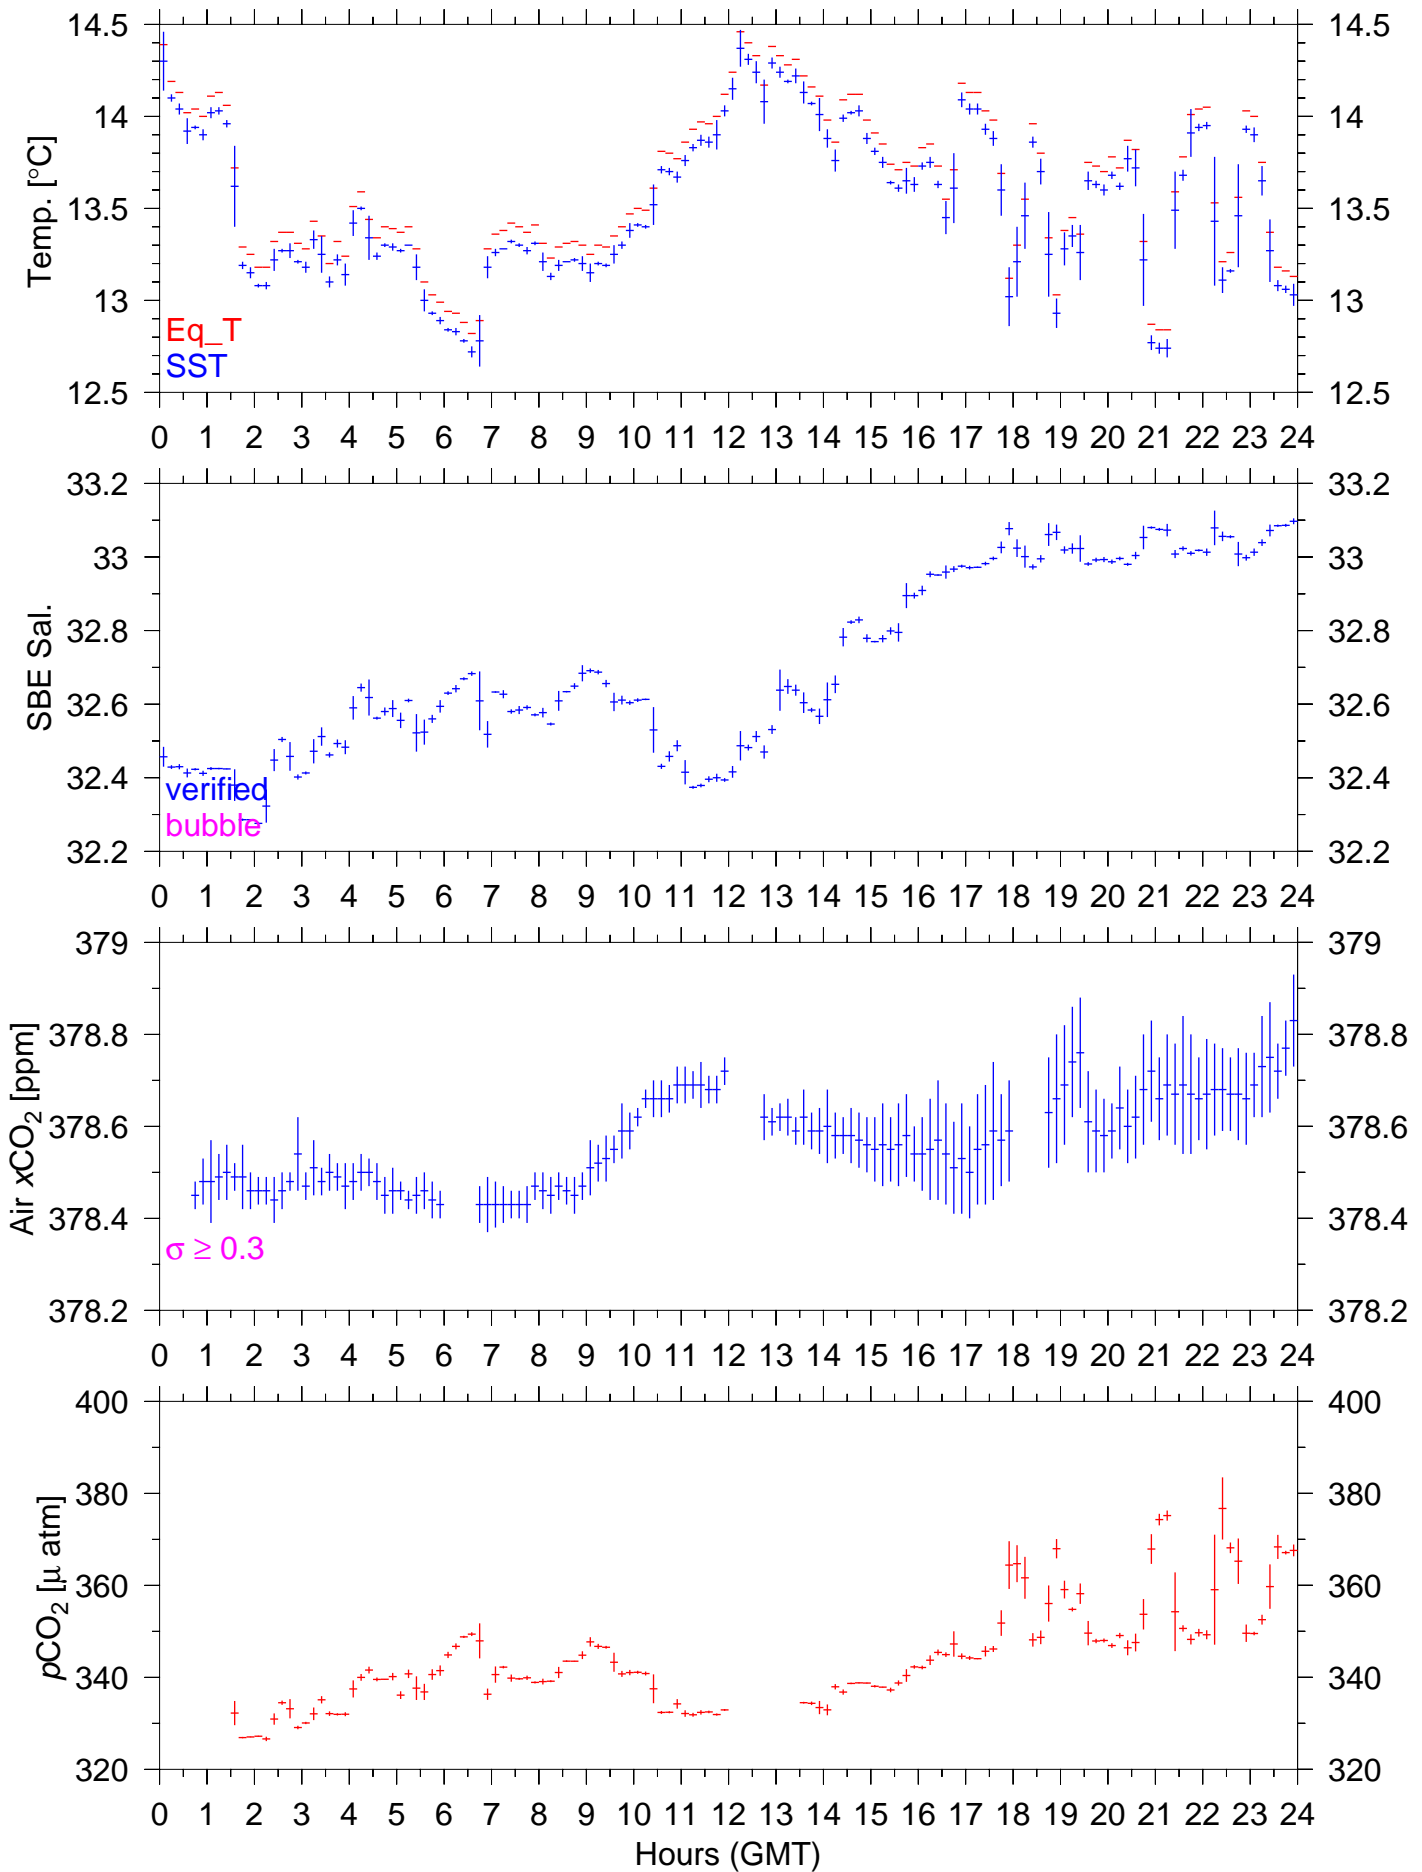 14.5 14.5
14 14
13.5 13.5
13 13
12.5 12.5
Temp. [°C]
Eq_T
SST
0 1 2 3 4 5 6 7 8 9 10 11 12 13 14 15 16 17 18 19 20 21 22 23 24
33.2 33.2
33 33
32.8 32.8
32.6 32.6
32.4 32.4
32.2 32.2
SBE Sal.
verified
bubble
0 1 2 3 4 5 6 7 8 9 10 11 12 13 14 15 16 17 18 19 20 21 22 23 24
379 379
378.8 378.8
378.6 378.6
378.4 378.4
378.2 378.2
Air xCO₂ [ppm]
σ ≥ 0.3
0 1 2 3 4 5 6 7 8 9 10 11 12 13 14 15 16 17 18 19 20 21 22 23 24
400 400
380 380
360 360
340 340
320 320
pCO₂ [μ atm]
0 1 2 3 4 5 6 7 8 9 10 11 12 13 14 15 16 17 18 19 20 21 22 23 24
Hours (GMT)